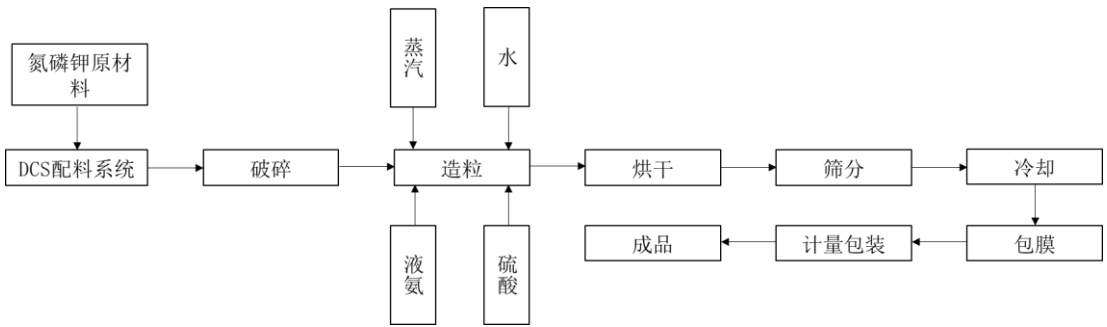 蒸汽
水
氮磷钾原材
料
DCS配料系统
破碎
造粒
烘干
筛分
冷却
液氨
硫酸
成品
计量包装
包膜